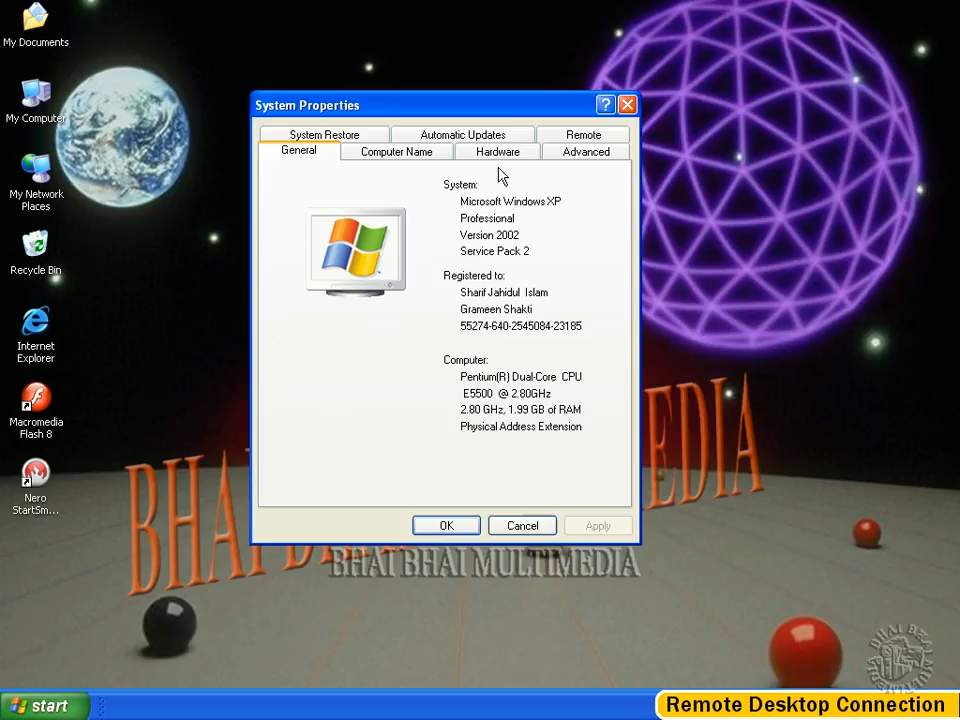 My Documents
My Computer
My Network
Places
Recycle Bin
Internet
Explorer
Macromedia
Flash 8
Nero
StartSm...
System Properties
System Restore
Automatic Updates
Remote
General
Computer Name
Hardware
Advanced
System:
Microsoft Windows XP
Professional
Version 2002
Service Pack 2
Registered to:
Sharif Jahidul Islam
Grameen Shakti
55274-640-2545084-23185
Computer:
Pentium(R) Dual-Core CPU
E5500 @ 2.80GHz
2.80 GHz, 1.99 GB of RAM
Physical Address Extension
OK
Cancel
Apply
BHAI BHAI MULTIMEDIA
start
Remote Desktop Connection